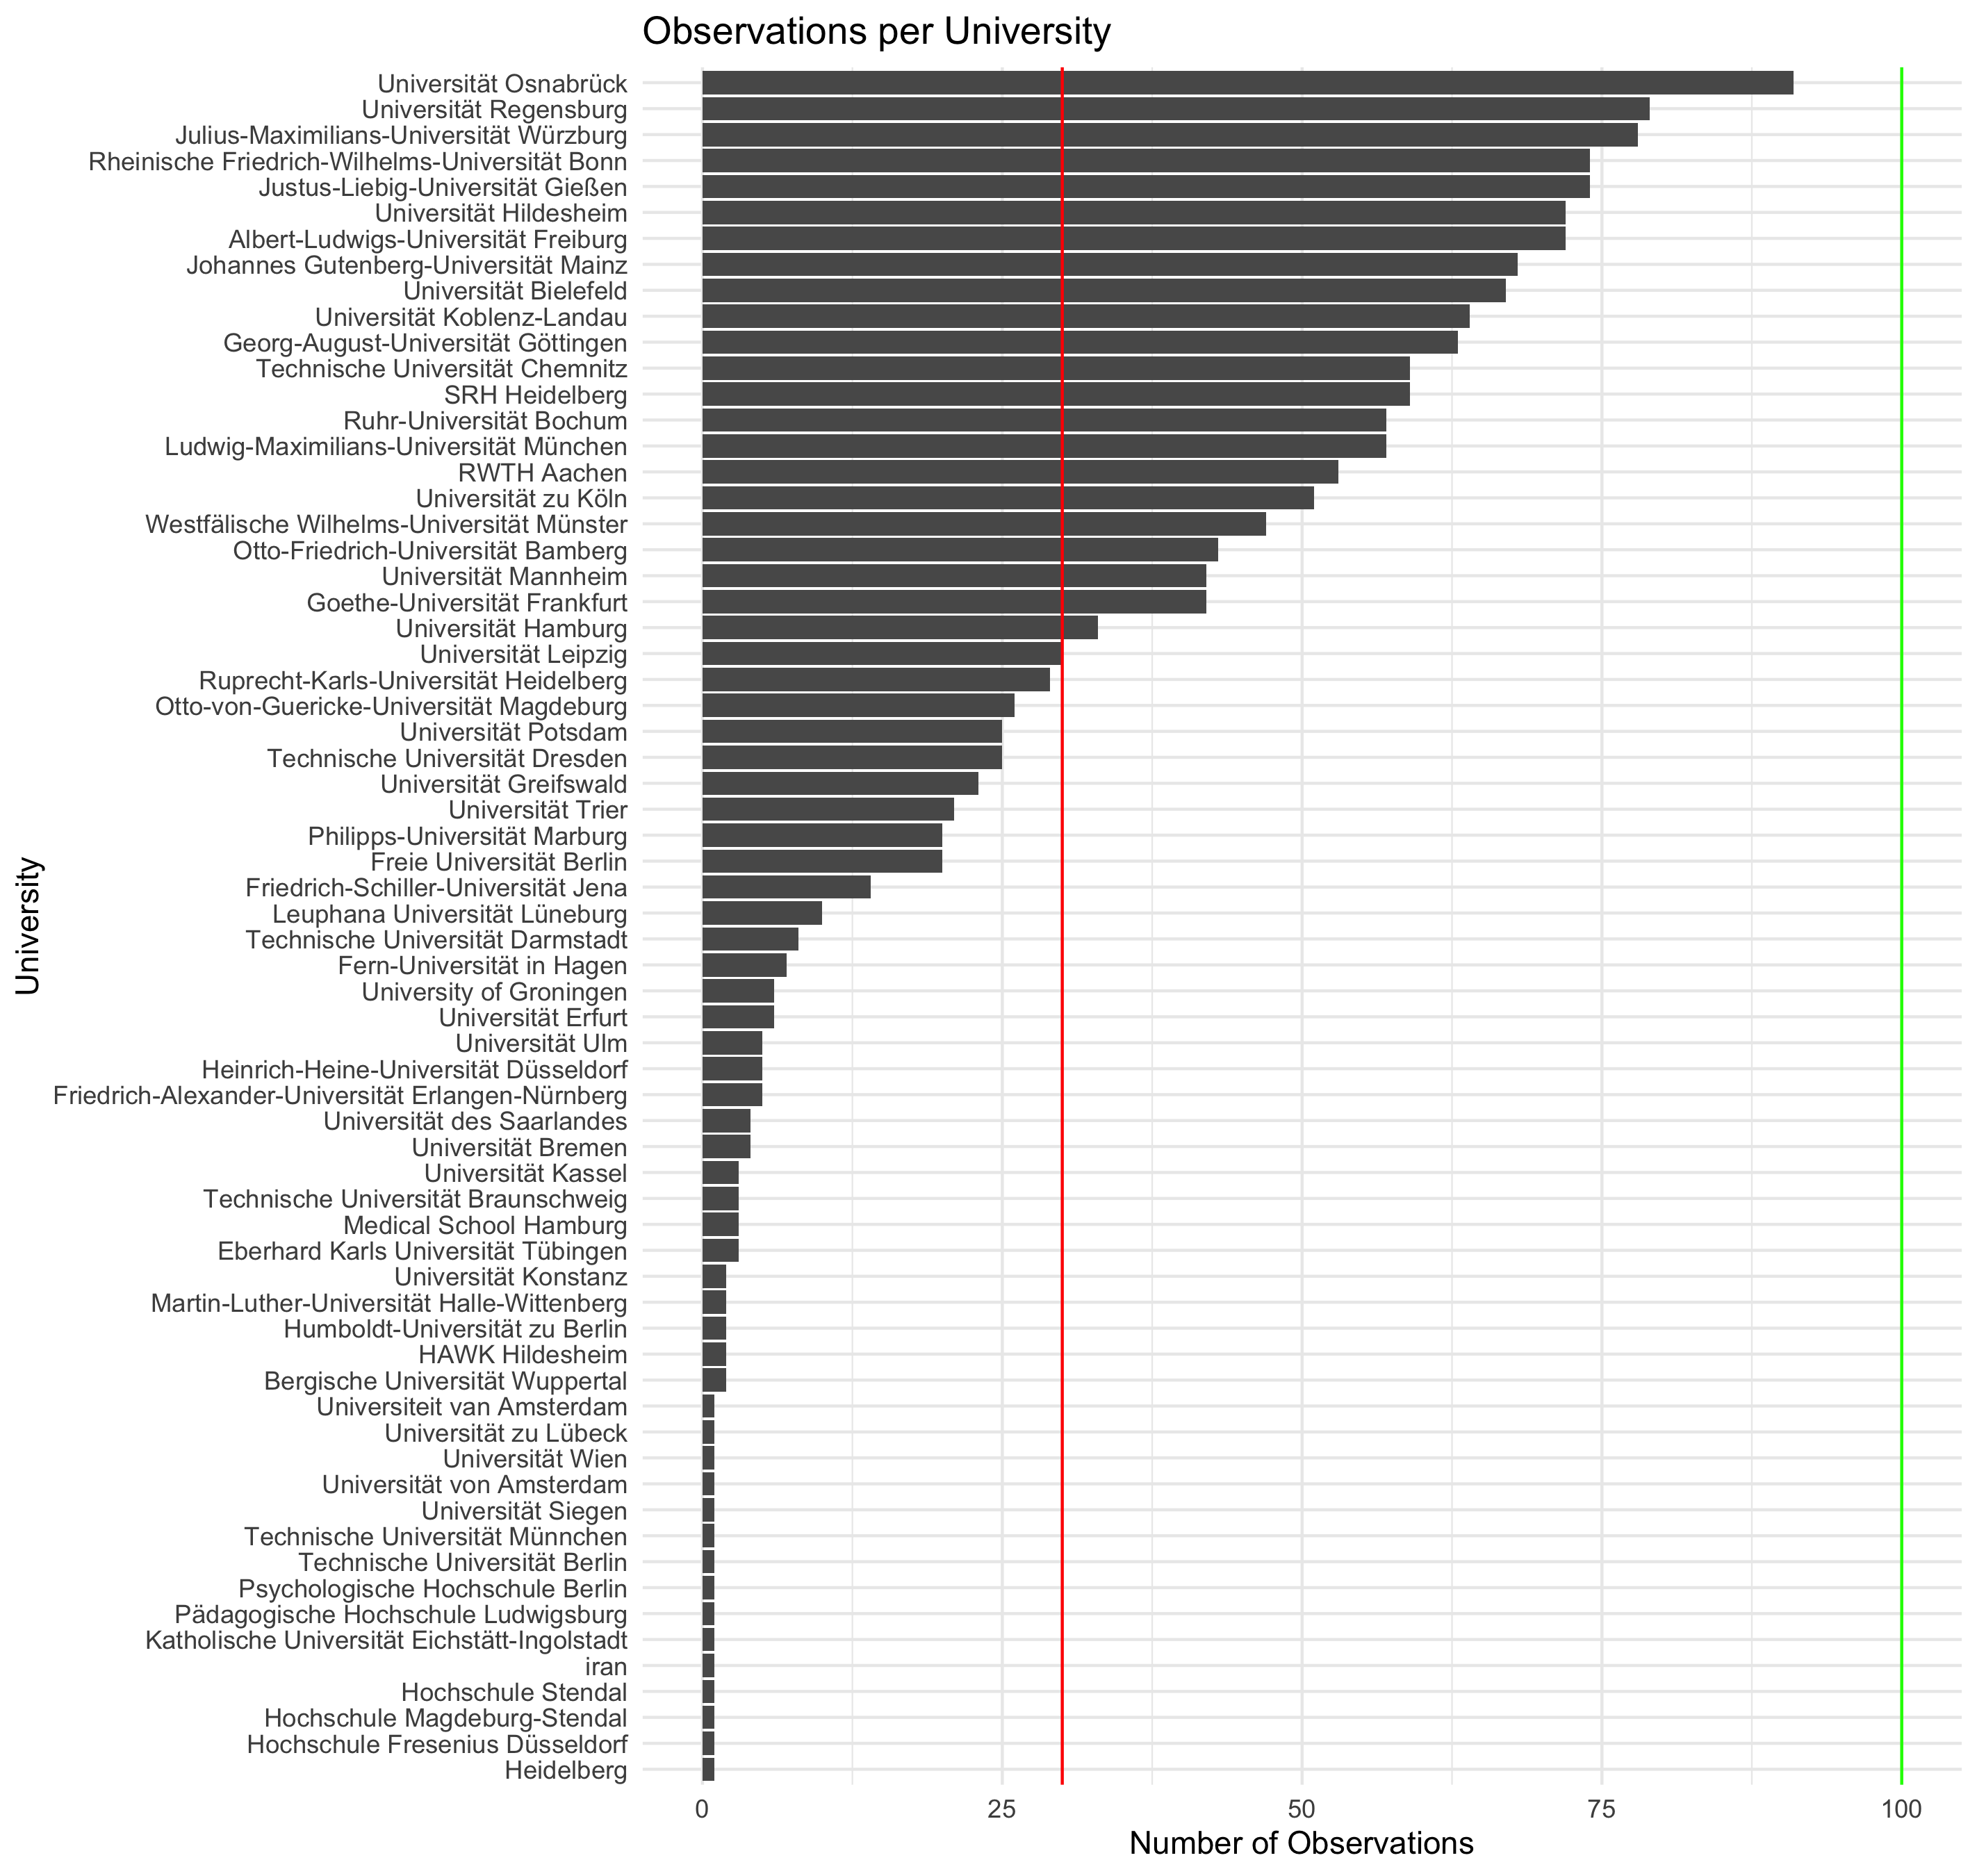 Observations per University
Universität Osnabrück
Universität Regensburg
Julius-Maximilians-Universität Würzburg
Rheinische Friedrich-Wilhelms-Universität Bonn
Justus-Liebig-Universität Gießen
Universität Hildesheim
Albert-Ludwigs-Universität Freiburg
Johannes Gutenberg-Universität Mainz
Universität Bielefeld
Universität Koblenz-Landau
Georg-August-Universität Göttingen
Technische Universität Chemnitz
SRH Heidelberg
Ruhr-Universität Bochum
Ludwig-Maximilians-Universität München
RWTH Aachen
Universität zu Köln
Westfälische Wilhelms-Universität Münster
Otto-Friedrich-Universität Bamberg
Universität Mannheim
Goethe-Universität Frankfurt
Universität Hamburg
Universität Leipzig
Ruprecht-Karls-Universität Heidelberg
Otto-von-Guericke-Universität Magdeburg
Universität Potsdam
Technische Universität Dresden
Universität Greifswald
Universität Trier
Philipps-Universität Marburg
Freie Universität Berlin
Friedrich-Schiller-Universität Jena
Leuphana Universität Lüneburg
Technische Universität Darmstadt
Fern-Universität in Hagen
University of Groningen
Universität Erfurt
Universität Ulm
Heinrich-Heine-Universität Düsseldorf
Friedrich-Alexander-Universität Erlangen-Nürnberg
Universität des Saarlandes
Universität Bremen
Universität Kassel
Technische Universität Braunschweig
Medical School Hamburg
Eberhard Karls Universität Tübingen
Universität Konstanz
Martin-Luther-Universität Halle-Wittenberg
Humboldt-Universität zu Berlin
HAWK Hildesheim
Bergische Universität Wuppertal
Universiteit van Amsterdam
Universität zu Lübeck
Universität Wien
Universität von Amsterdam
Universität Siegen
Technische Universität Münnchen
Technische Universität Berlin
Psychologische Hochschule Berlin
Pädagogische Hochschule Ludwigsburg
Katholische Universität Eichstätt-Ingolstadt
iran
Hochschule Stendal
Hochschule Magdeburg-Stendal
Hochschule Fresenius Düsseldorf
Heidelberg
University
0 25 50 75 100
Number of Observations